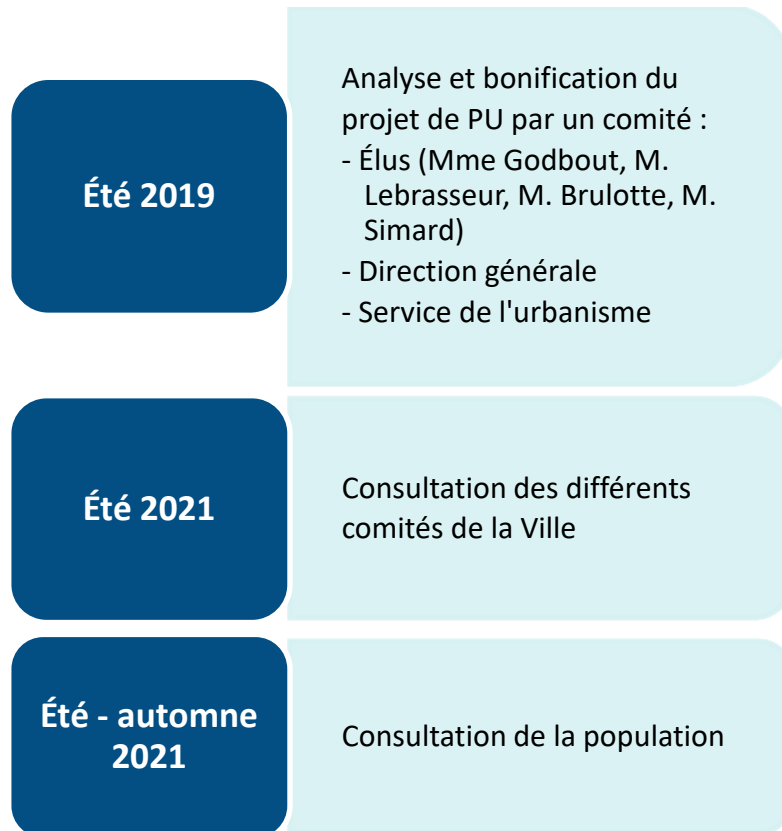 Été 2019
Analyse et bonification du
projet de PU par un comité :
- Élus (Mme Godbout, M.
Lebrasseur, M. Brulotte, M.
Simard)
- Direction générale
- Service de l'urbanisme
Été 2021
Consultation des différents
comités de la Ville
Été - automne
2021
Consultation de la population